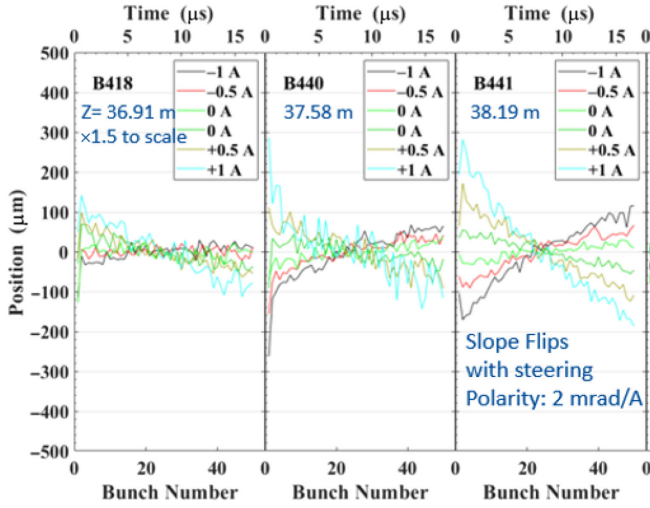 Time (μs) Time (μs) Time (μs)
0 5 10 15 0 5 10 15 0 5 10 15 0
500
400
300
200
100
0
−100
−200
−300
−400
−500
Position (μm)
B418
Z= 36.91 m
×1.5 to scale
−1 A
−0.5 A
0 A
0 A
+0.5 A
+1 A
B440
37.58 m
−1 A
−0.5 A
0 A
0 A
+0.5 A
+1 A
B441
38.19 m
−1 A
−0.5 A
0 A
0 A
+0.5 A
+1 A
Slope Flips
with steering
Polarity: 2 mrad/A
0 20 40 0 20 40 0 20 40 0
Bunch Number Bunch Number Bunch Number